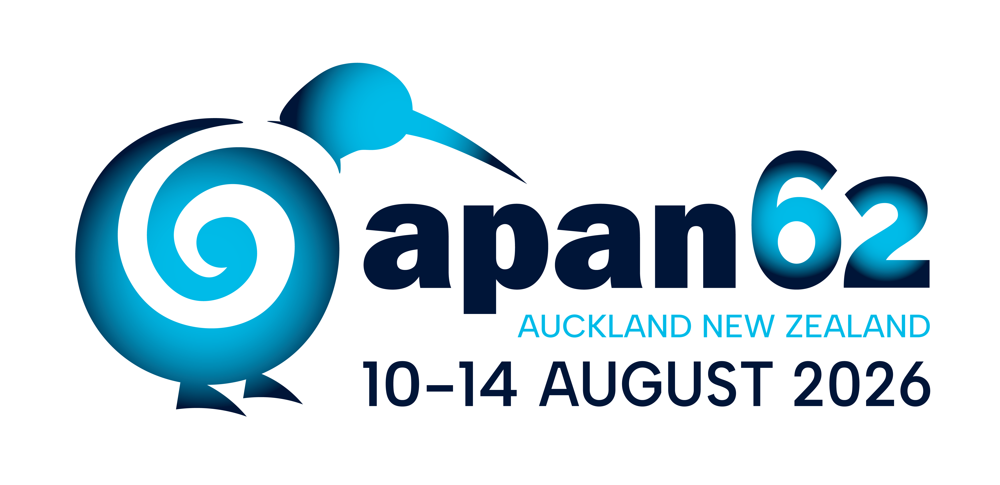 apan62
AUCKLAND NEW ZEALAND
10–14 AUGUST 2026